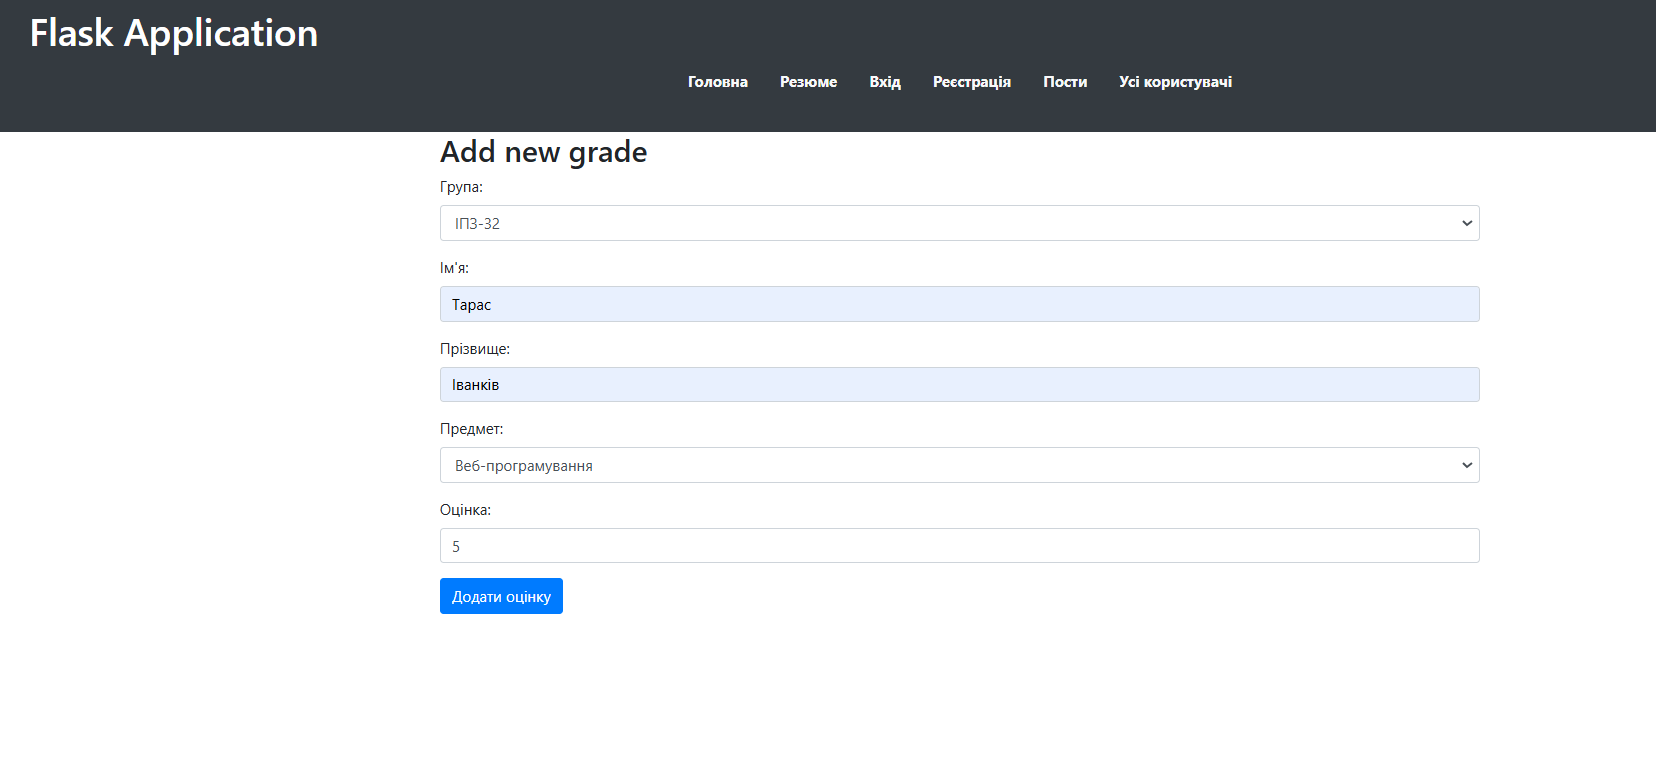 Flask Application
Головна Резюме Вхід Реєстрація Пости Усі користувачі
Add new grade
Група:
ІПЗ-32
Ім'я:
Тарас
Прізвище:
Іванків
Предмет:
Веб-програмування
Оцінка:
5
Додати оцінку